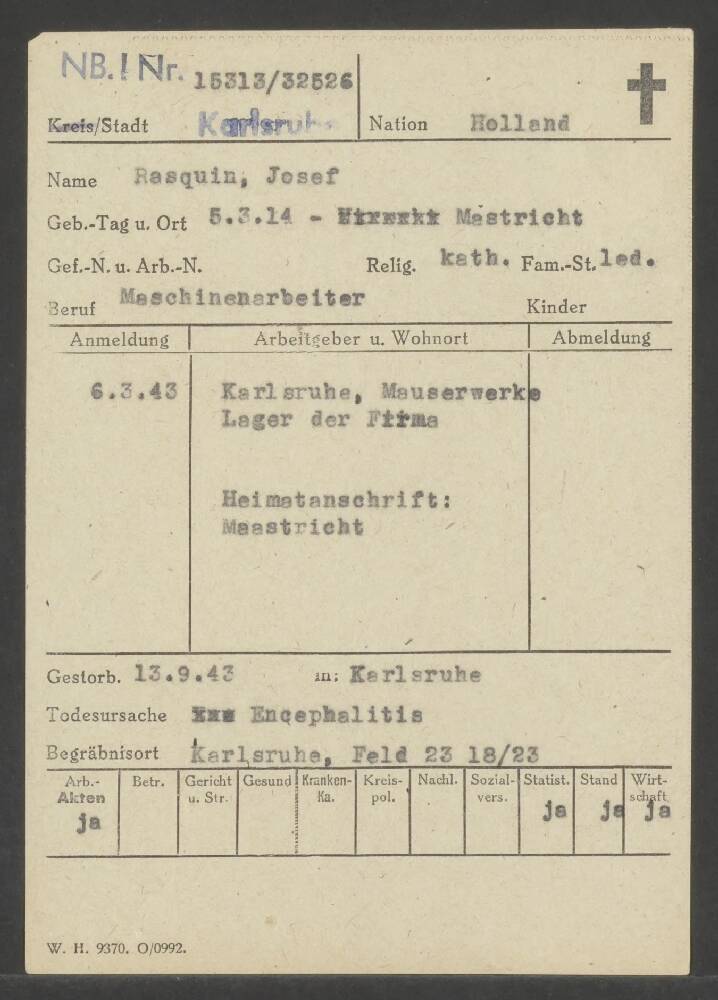 NB.! Nr. 15313/32526
Kreis/Stadt Karlsruhe Nation Holland
Name Rasquin, Josef
Geb.-Tag u. Ort 5.3.14 - Mastricht
Gef.-N. u. Arb.-N. Relig. kath. Fam.-St. led.
Beruf Maschinenarbeiter Kinder
Anmeldung Arbeitgeber u. Wohnort Abmeldung
6.3.43 Karlsruhe, Mauserwerke
Lager der Firma
Heimatanschrift:
Maastricht
Gestorb. 13.9.43 in: Karlsruhe
Todesursache Encephalitis
Begräbnisort Karlsruhe, Feld 23 18/23
Arb.- Betr. Gericht Gesund Kranken- Kreis- Nachl. Sozial- Statist. Stand Wirt-
Akten u. Str. Ka. pol. vers. schaft
ja ja ja ja
W. H. 9370. O/0992.